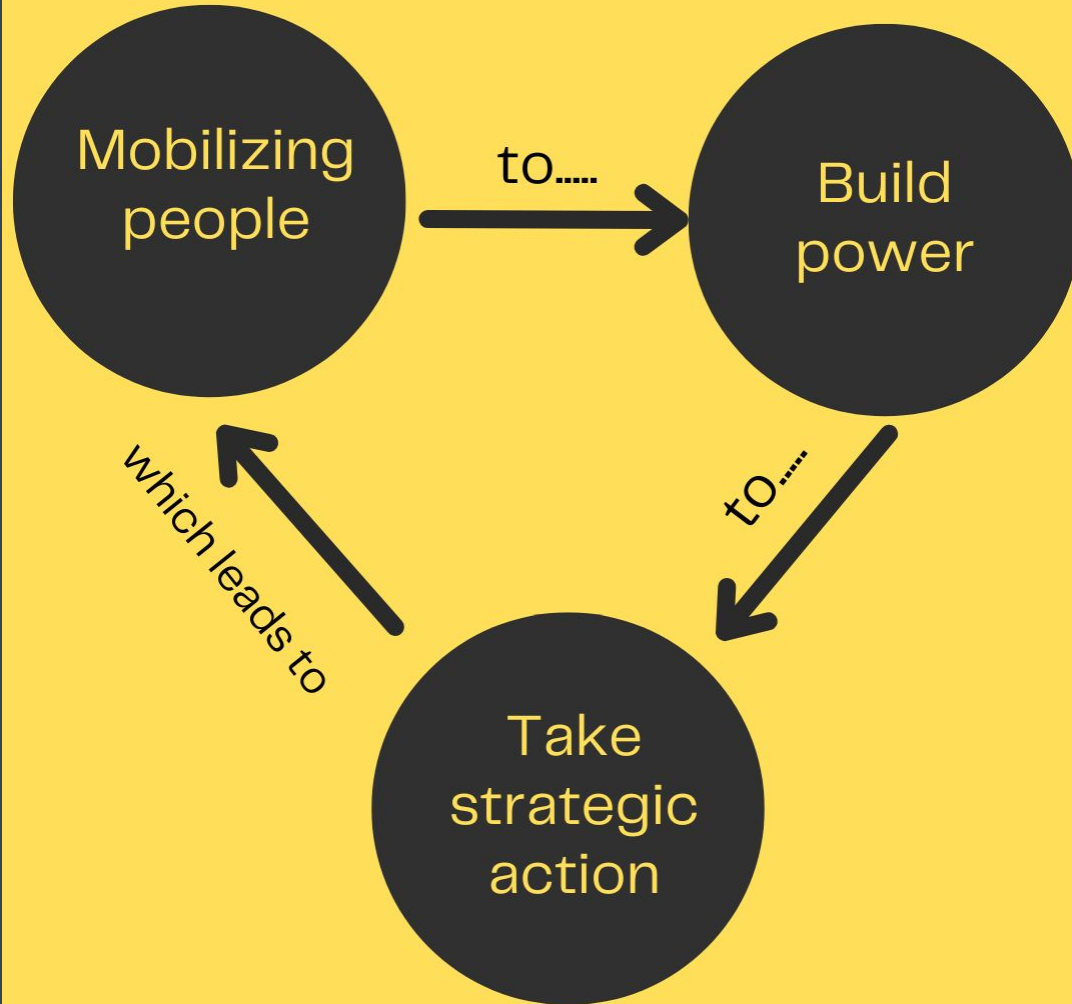 Mobilizing
people
to.....
Build
power
to.....
Take
strategic
action
which leads to